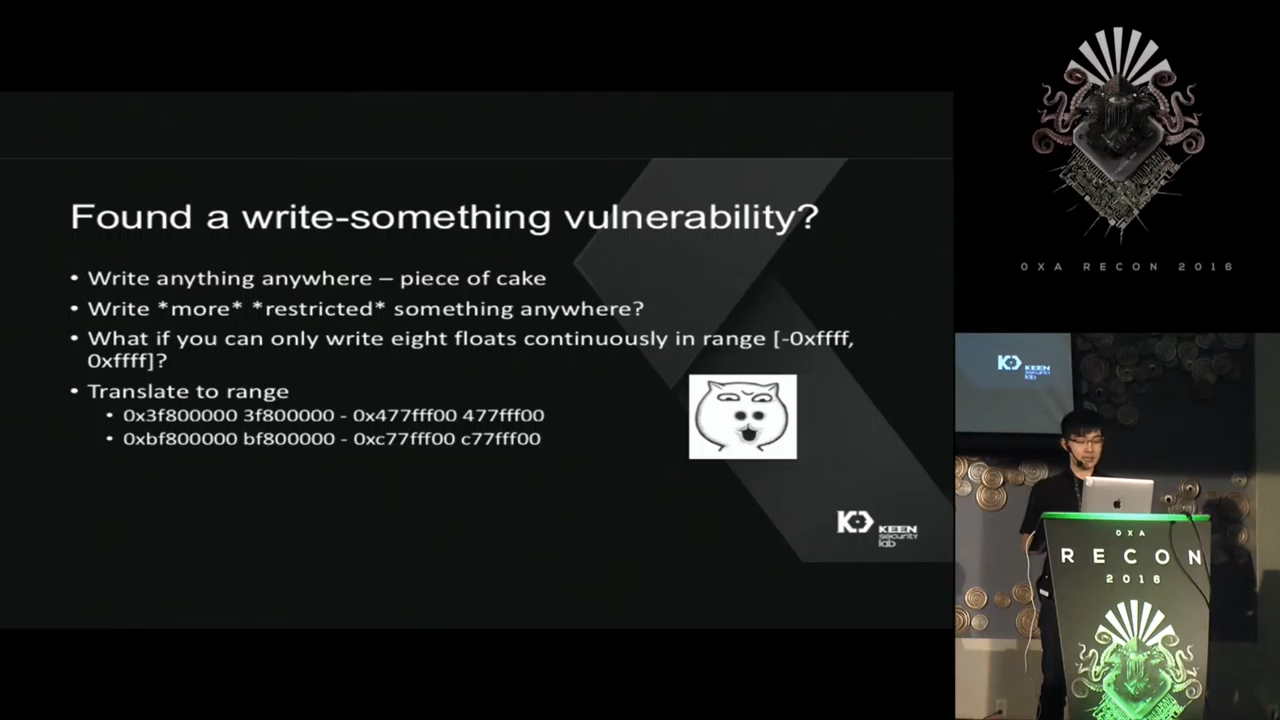 Found a write-something vulnerability?
• Write anything anywhere – piece of cake
• Write *more* *restricted* something anywhere?
• What if you can only write eight floats continuously in range [-0xffff,
0xffff]?
• Translate to range
• 0x3f800000 3f800000 - 0x477fff00 477fff00
• 0xbf800000 bf800000 - 0xc77fff00 c77fff00
KEEN
security
lab
0XA RECON 2016
KEEN
security
lab
0XA
RECON
2016